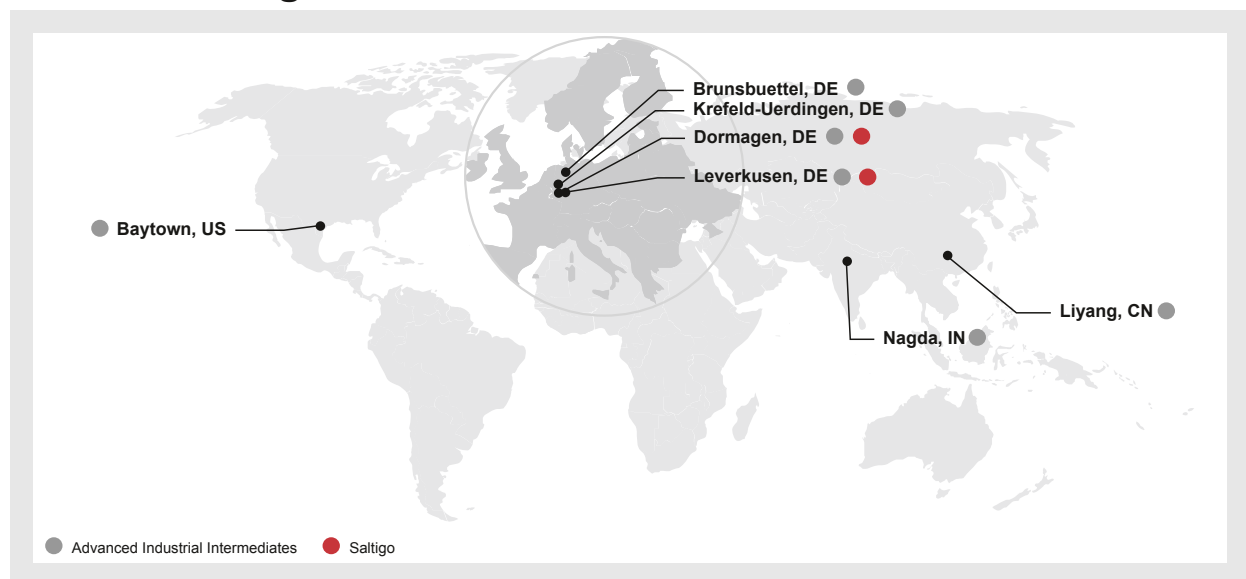 Brunsbuettel, DE
Krefeld-Uerdingen, DE
Dormagen, DE
Leverkusen, DE
Baytown, US
Liyang, CN
Nagda, IN
Advanced Industrial Intermediates
Saltigo